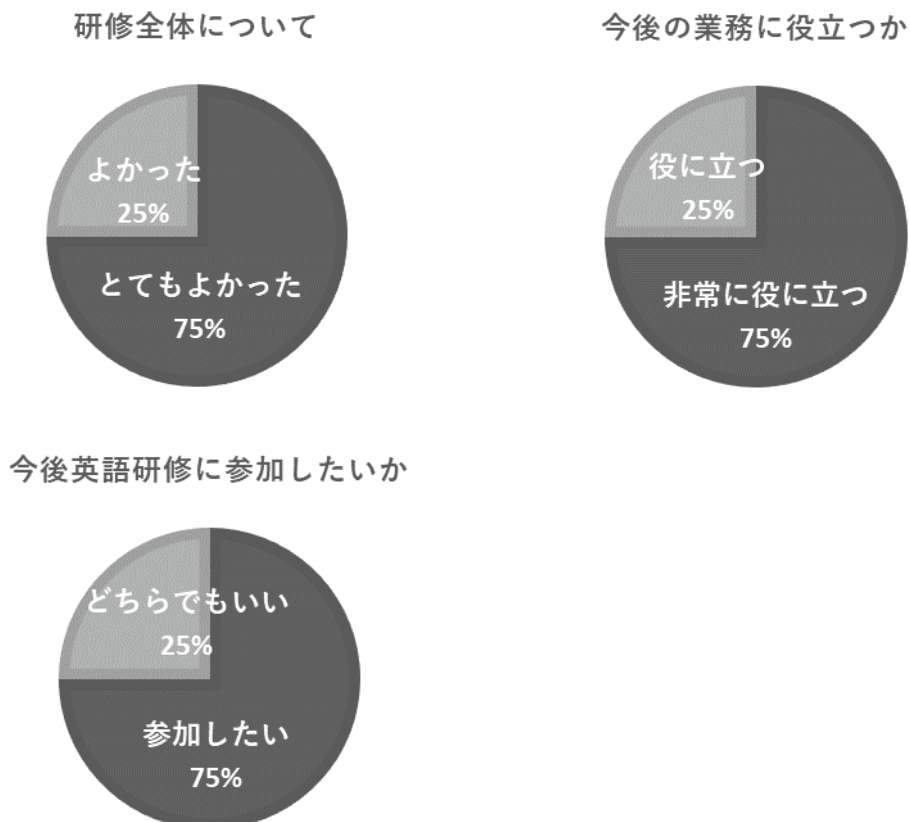 研修全体について
よかった
25%
とてもよかった
75%
今後の業務に役立つか
役に立つ
25%
非常に役に立つ
75%
今後英語研修に参加したいか
どちらでもいい
25%
参加したい
75%